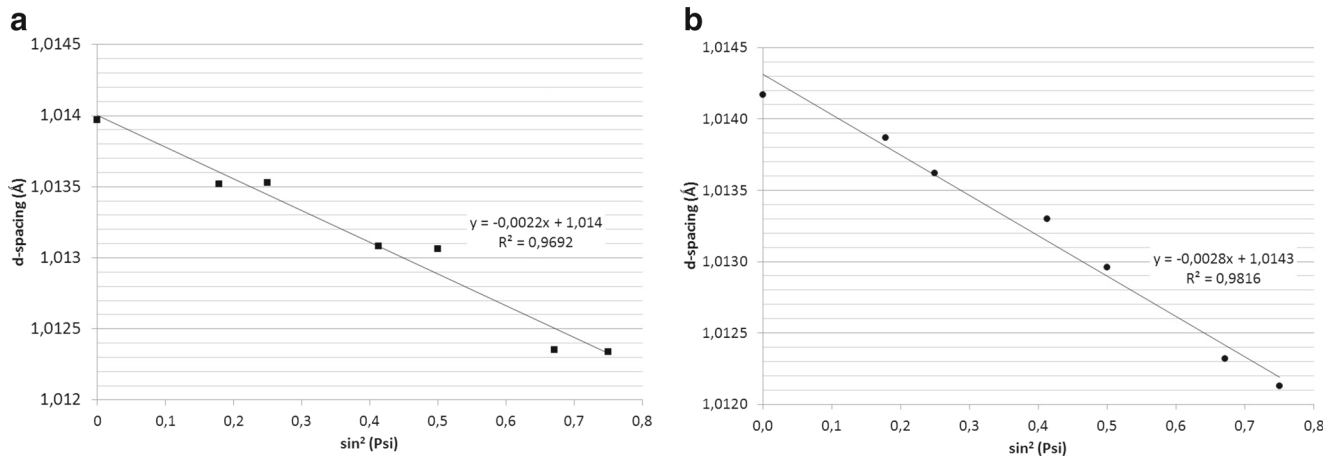 a
1,0145
1,014
1,0135
1,013
1,0125
1,012
d-spacing (Á)
y = -0,0022x + 1,014
R² = 0,9692
0 0,1 0,2 0,3 0,4 0,5 0,6 0,7 0,8
sin² (Psi)
b
1,0145
1,0140
1,0135
1,0130
1,0125
1,0120
d-spacing (Á)
y = -0,0028x + 1,0143
R² = 0,9816
0,0 0,1 0,2 0,3 0,4 0,5 0,6 0,7 0,8
sin² (Psi)